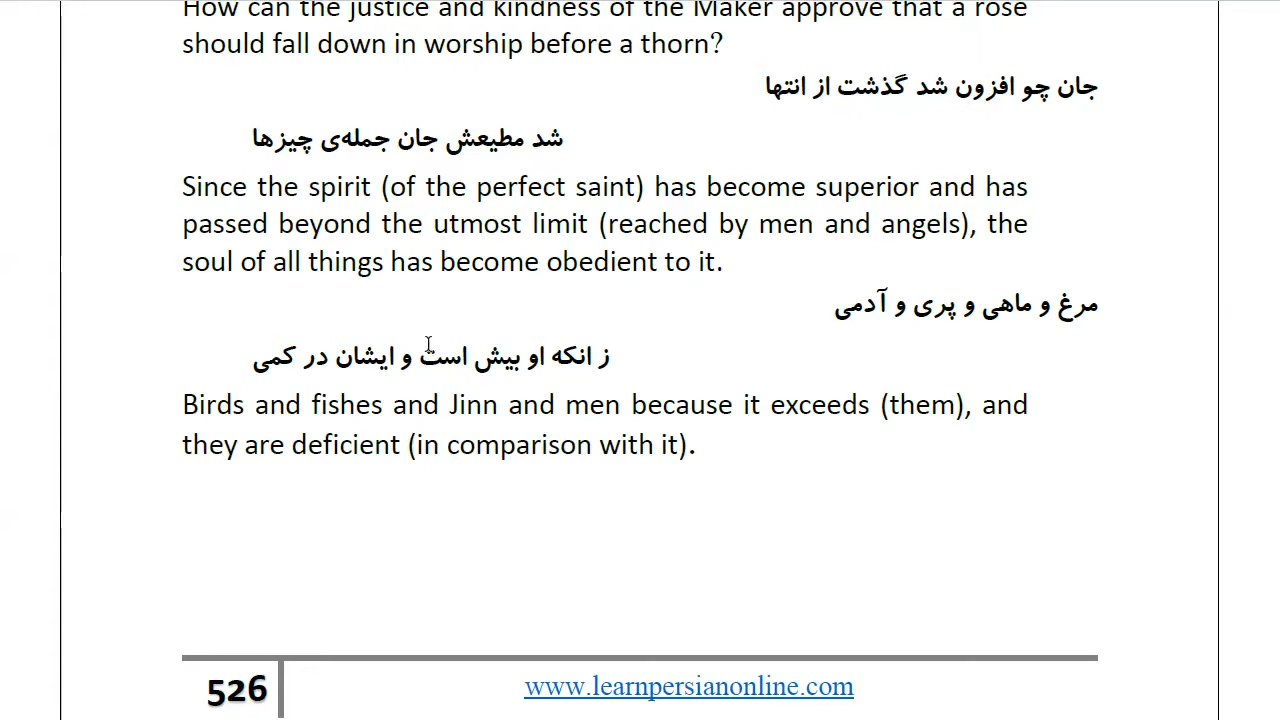 How can the justice and kindness of the Maker approve that a rose
should fall down in worship before a thorn?
جان چو افزون شد گذشت از انتها
شد مطیعش جان جمله‌ی چیزها
Since the spirit (of the perfect saint) has become superior and has
passed beyond the utmost limit (reached by men and angels), the
soul of all things has become obedient to it.
مرغ و ماهی و پری و آدمی
ز انکه او بیش است و ایشان در کمی
Birds and fishes and Jinn and men because it exceeds (them), and
they are deficient (in comparison with it).
526
www.learnpersianonline.com